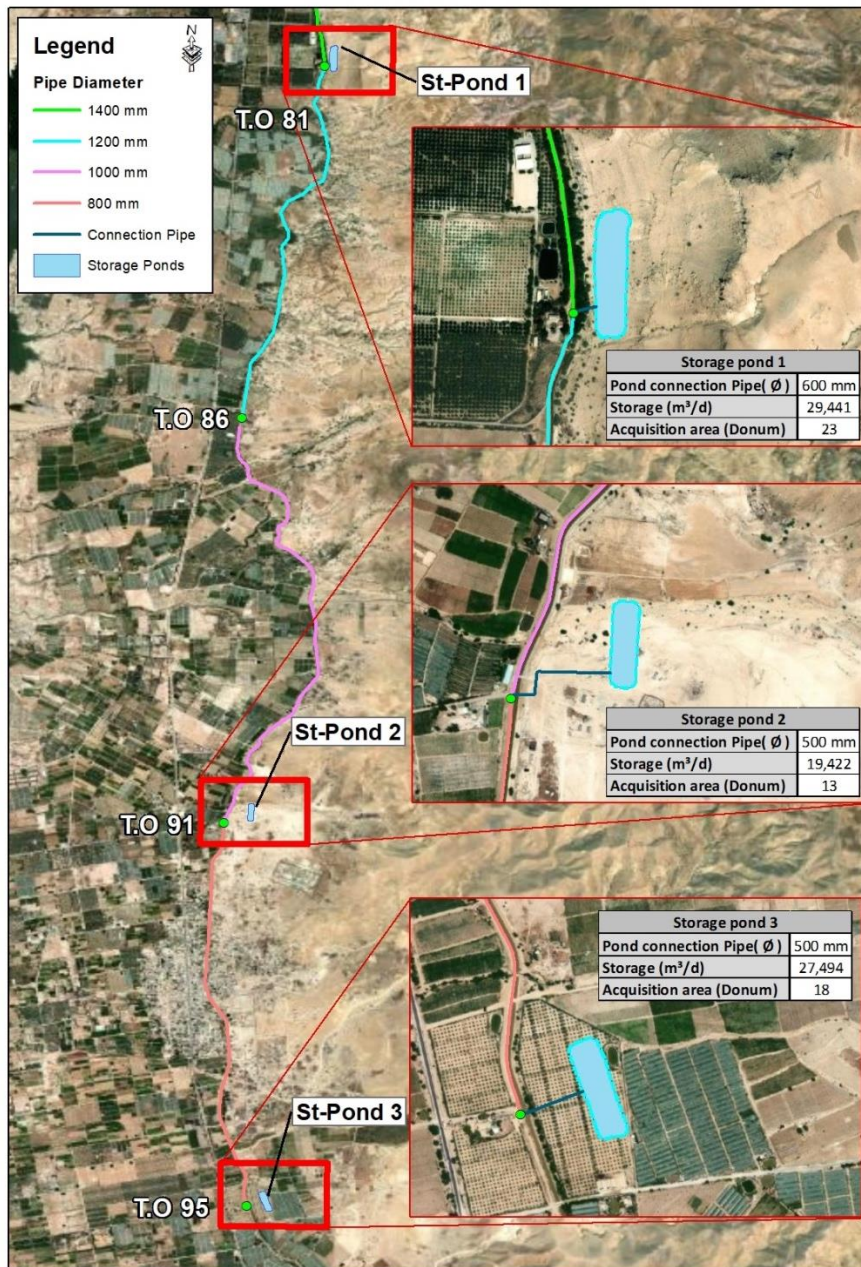 Legend
N
Pipe Diameter
1400 mm
1200 mm
1000 mm
800 mm
Connection Pipe
Storage Ponds
St-Pond 1
T.O 81
Storage pond 1
Pond connection Pipe( Ø) 600 mm
Storage (m³/d) 29,441
Acquisition area (Donum) 23
T.O 86
St-Pond 2
T.O 91
Storage pond 2
Pond connection Pipe( Ø) 500 mm
Storage (m³/d) 19,422
Acquisition area (Donum) 13
St-Pond 3
T.O 95
Storage pond 3
Pond connection Pipe( Ø) 500 mm
Storage (m³/d) 27,494
Acquisition area (Donum) 18